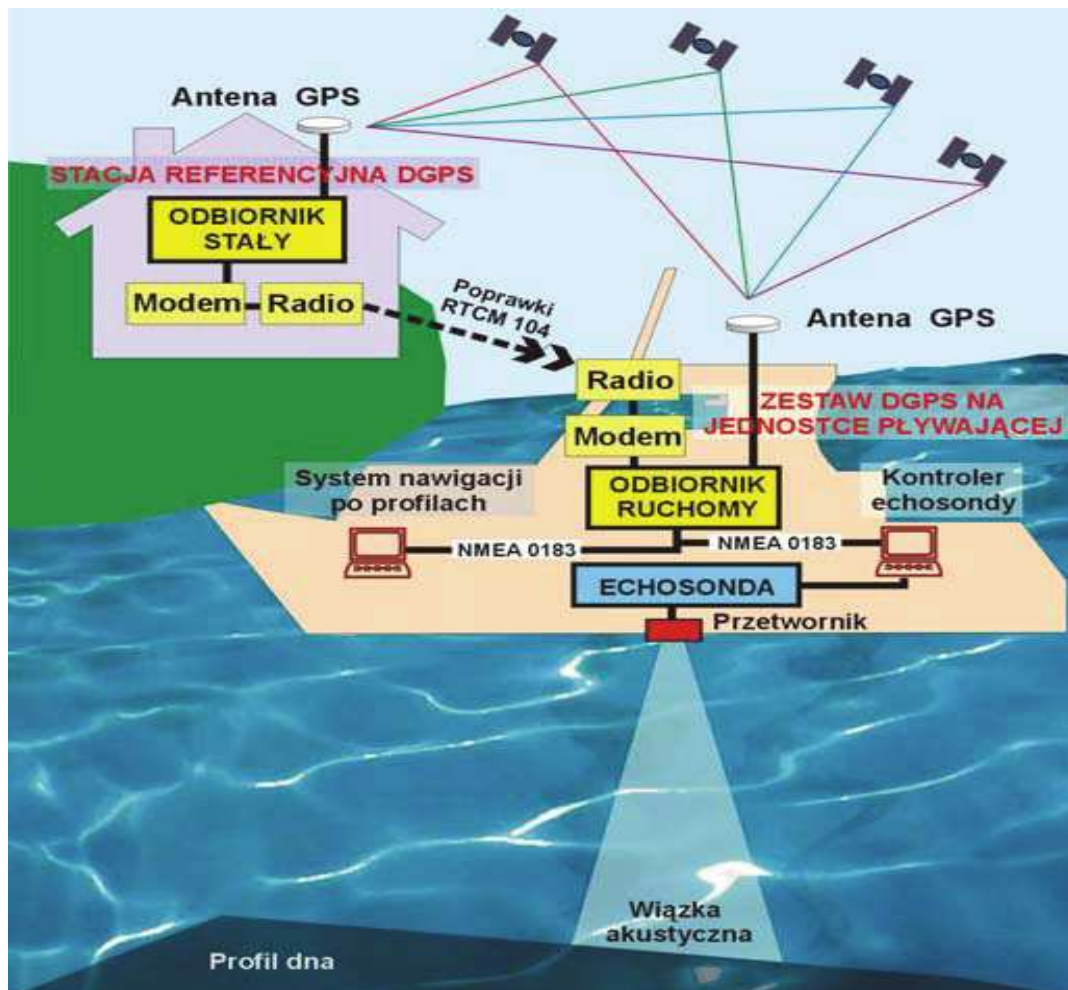 Antena GPS
STACJA REFERENCYJNA DGPS
ODBIORNIK
STAŁY
Modem
Radio
Poprawki
RTCM 104
Antena GPS
Radio
ZESTAW DGPS NA
JEDNOSTCE PŁYWAJĄCEJ
Modem
System nawigacji
po profilach
ODBIORNIK
RUCHOMY
Kontroler
echosondy
NMEA 0183
NMEA 0183
ECHOSONDA
Przetwornik
Wiązka
akustyczna
Profil dna